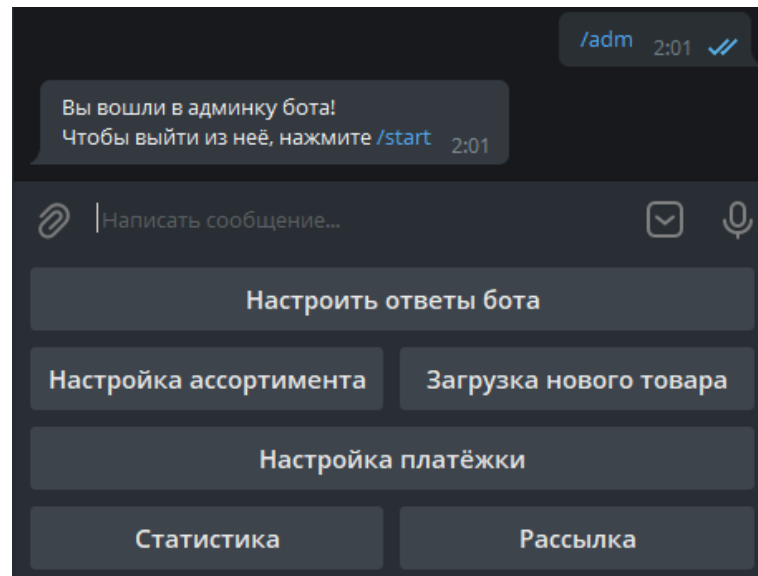 /adm 2:01
Вы вошли в админку бота!
Чтобы выйти из неё, нажмите /start 2:01
Написать сообщение...
Настроить ответы бота
Настройка ассортимента Загрузка нового товара
Настройка платёжки
Статистика Рассылка